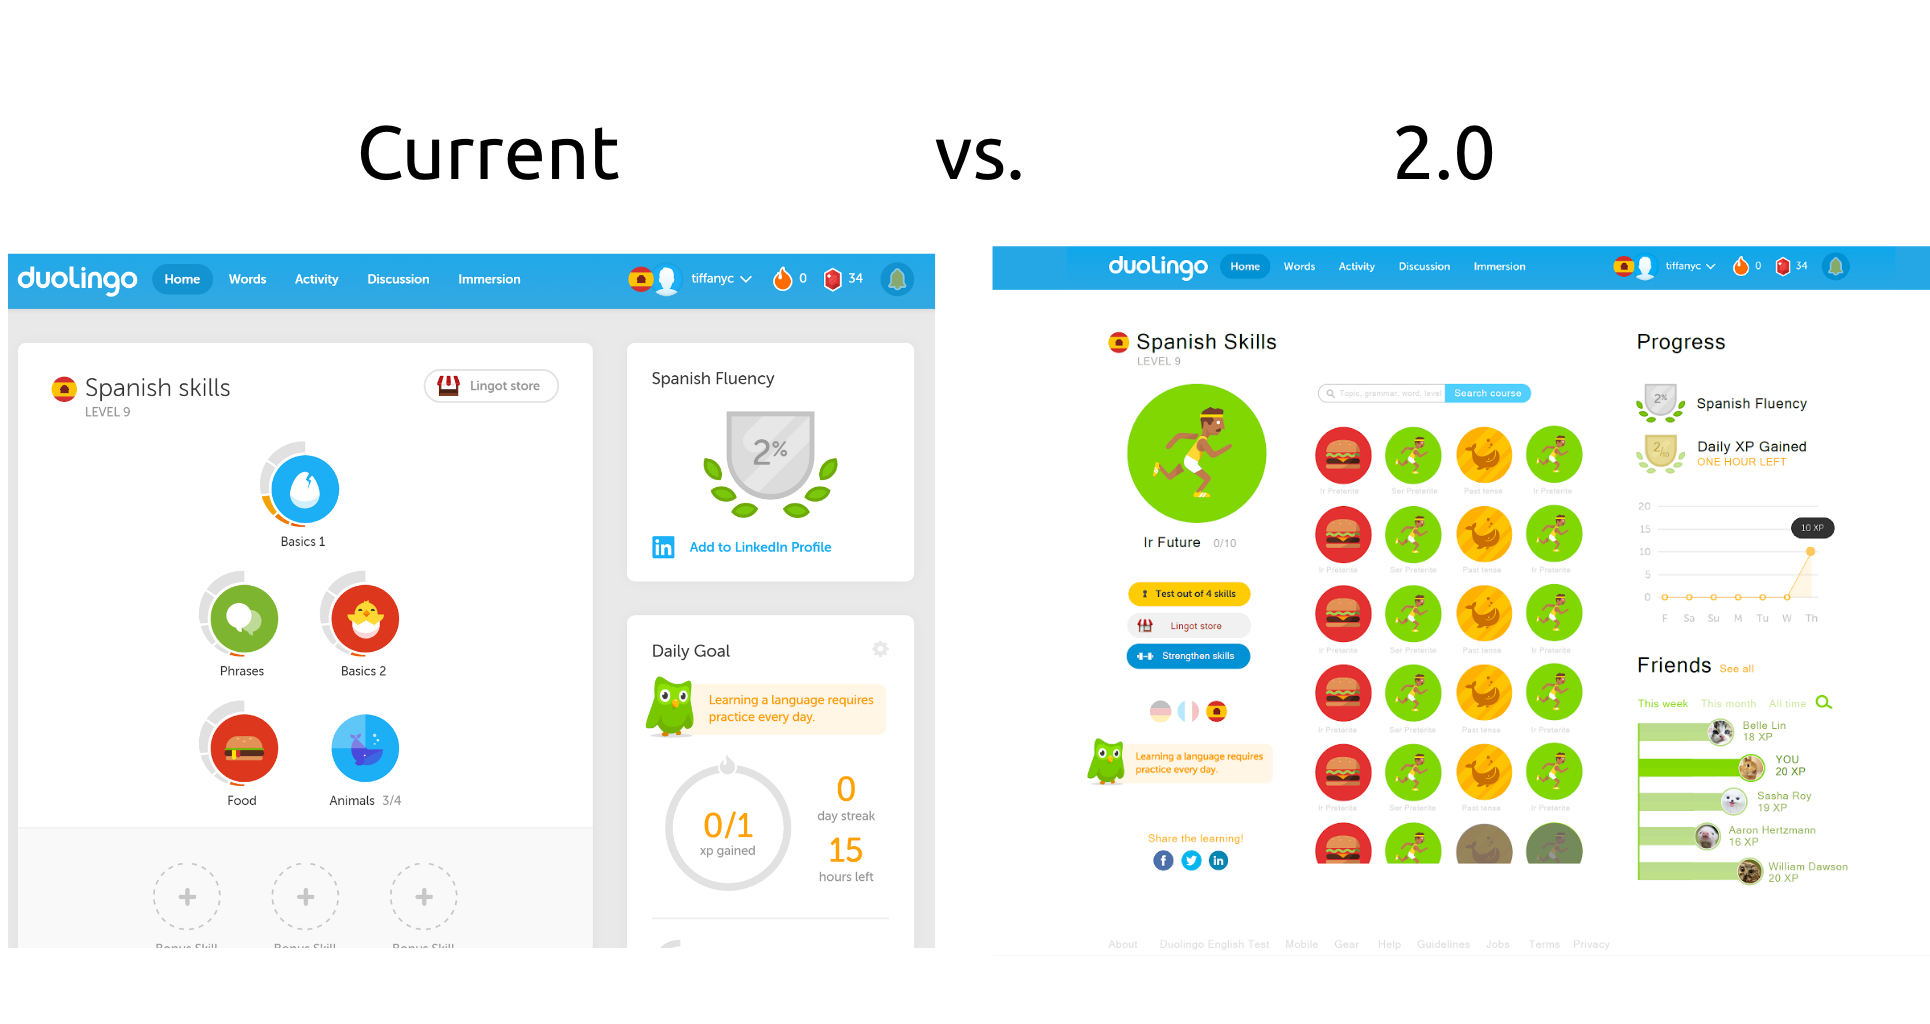 Current vs. 2.0
duolingo Home Words Activity Discussion Immersion tiffanyc 0 34
Spanish skills
LEVEL 9
Lingot store
Basics 1
Phrases Basics 2
Food Animals 3/4
Bonus Skill Bonus Skill Bonus Skill
Spanish Fluency
2%
in Add to LinkedIn Profile
Daily Goal
Learning a language requires
practice every day.
0/1
xp gained
0
day streak
15
hours left
duolingo Home Words Activity Discussion Immersion tiffanyc 0 34
Spanish Skills
LEVEL 9
Ir Future 0/10
Test out of 4 skills
Lingot store
Strengthen skills
Learning a language requires
practice every day.
Share the learning!
f in
Topic, grammar, word, level Search course
Ir Preterite Ser Preterite Past tense Ir Preterite
Ir Preterite Ser Preterite Past tense Ir Preterite
Ir Preterite Ser Preterite Past tense Ir Preterite
Ir Preterite Ser Preterite Past tense Ir Preterite
Ir Preterite Ser Preterite Past tense Ir Preterite
Progress
2% Spanish Fluency
2/10 Daily XP Gained
ONE HOUR LEFT
20
15
10
5
0
10 XP
F Sa Su M Tu W Th
Friends See all
This week This month All time
Belle Lin
18 XP
YOU
20 XP
Sasha Roy
19 XP
Aaron Hertzmann
16 XP
William Dawson
20 XP
About Duolingo English Test Mobile Gear Help Guidelines Jobs Terms Privacy